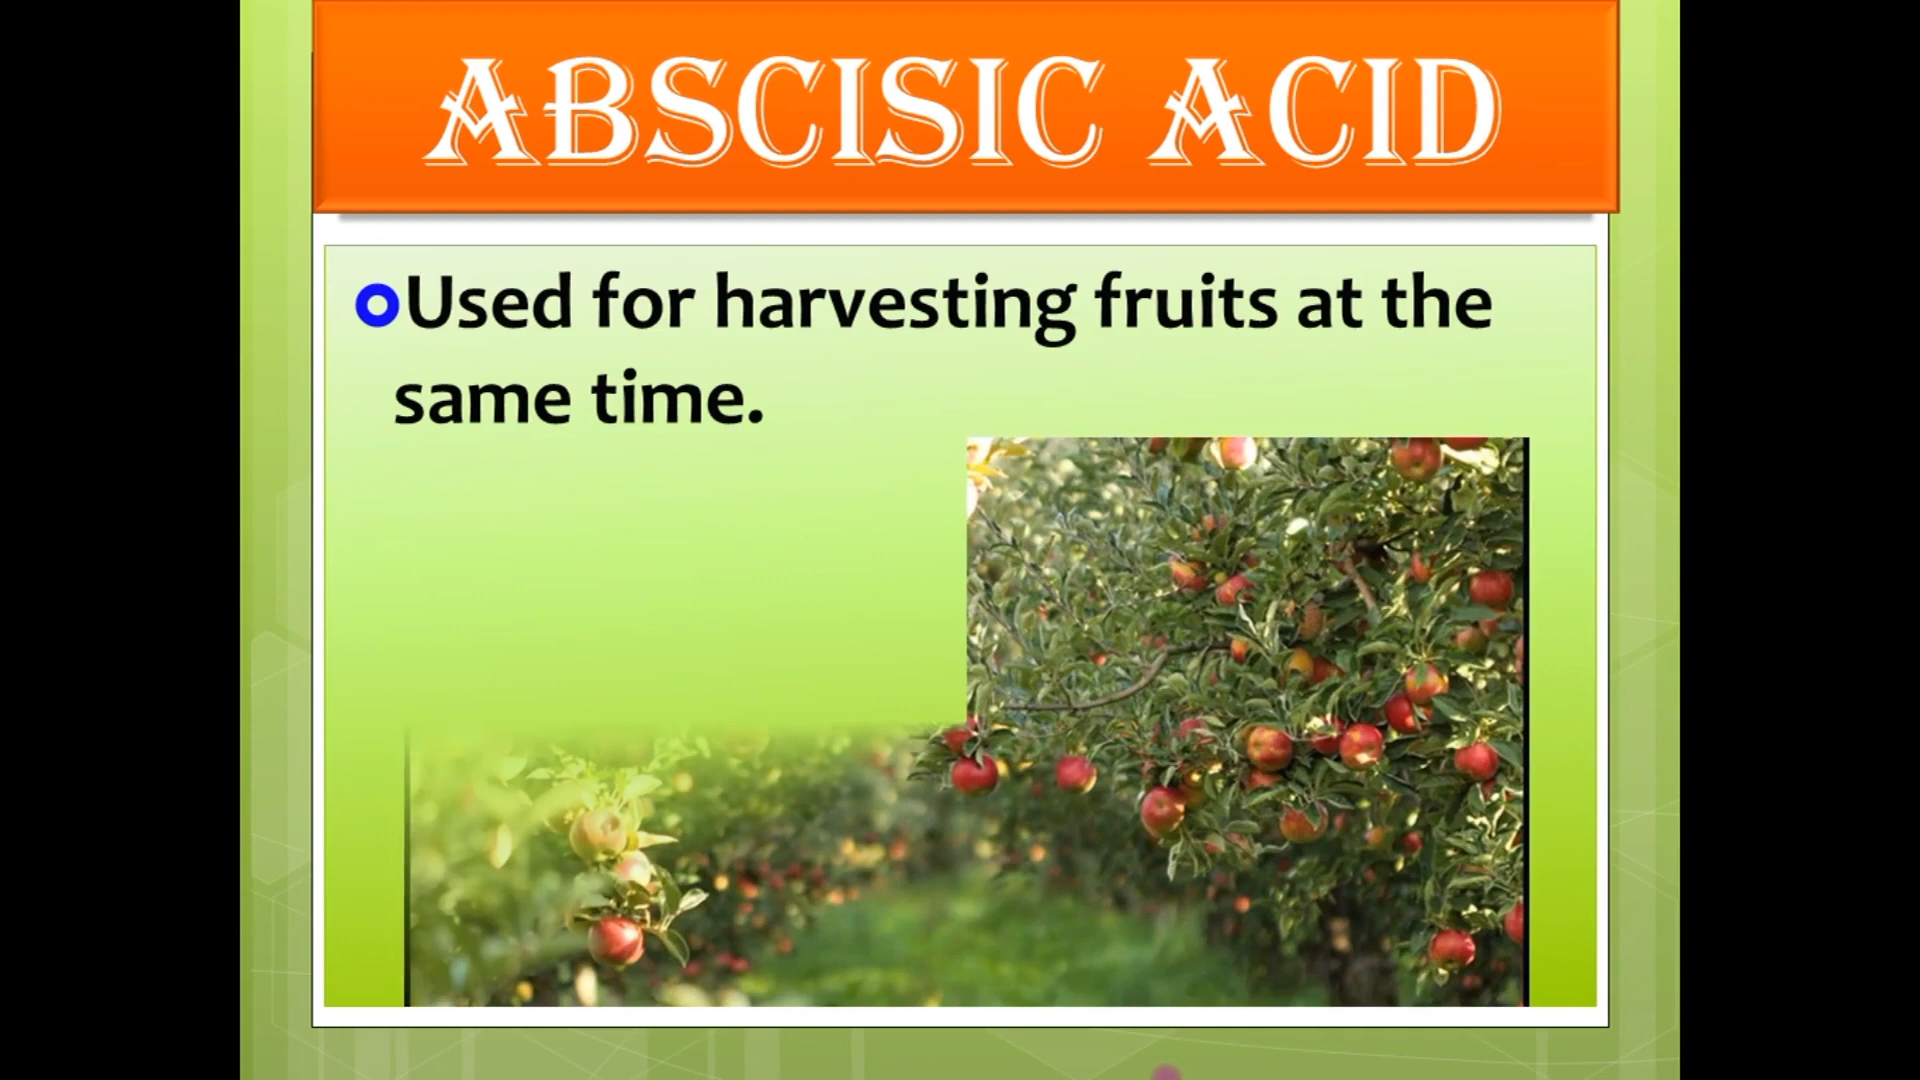 ABSCISIC ACID
Used for harvesting fruits at the
same time.